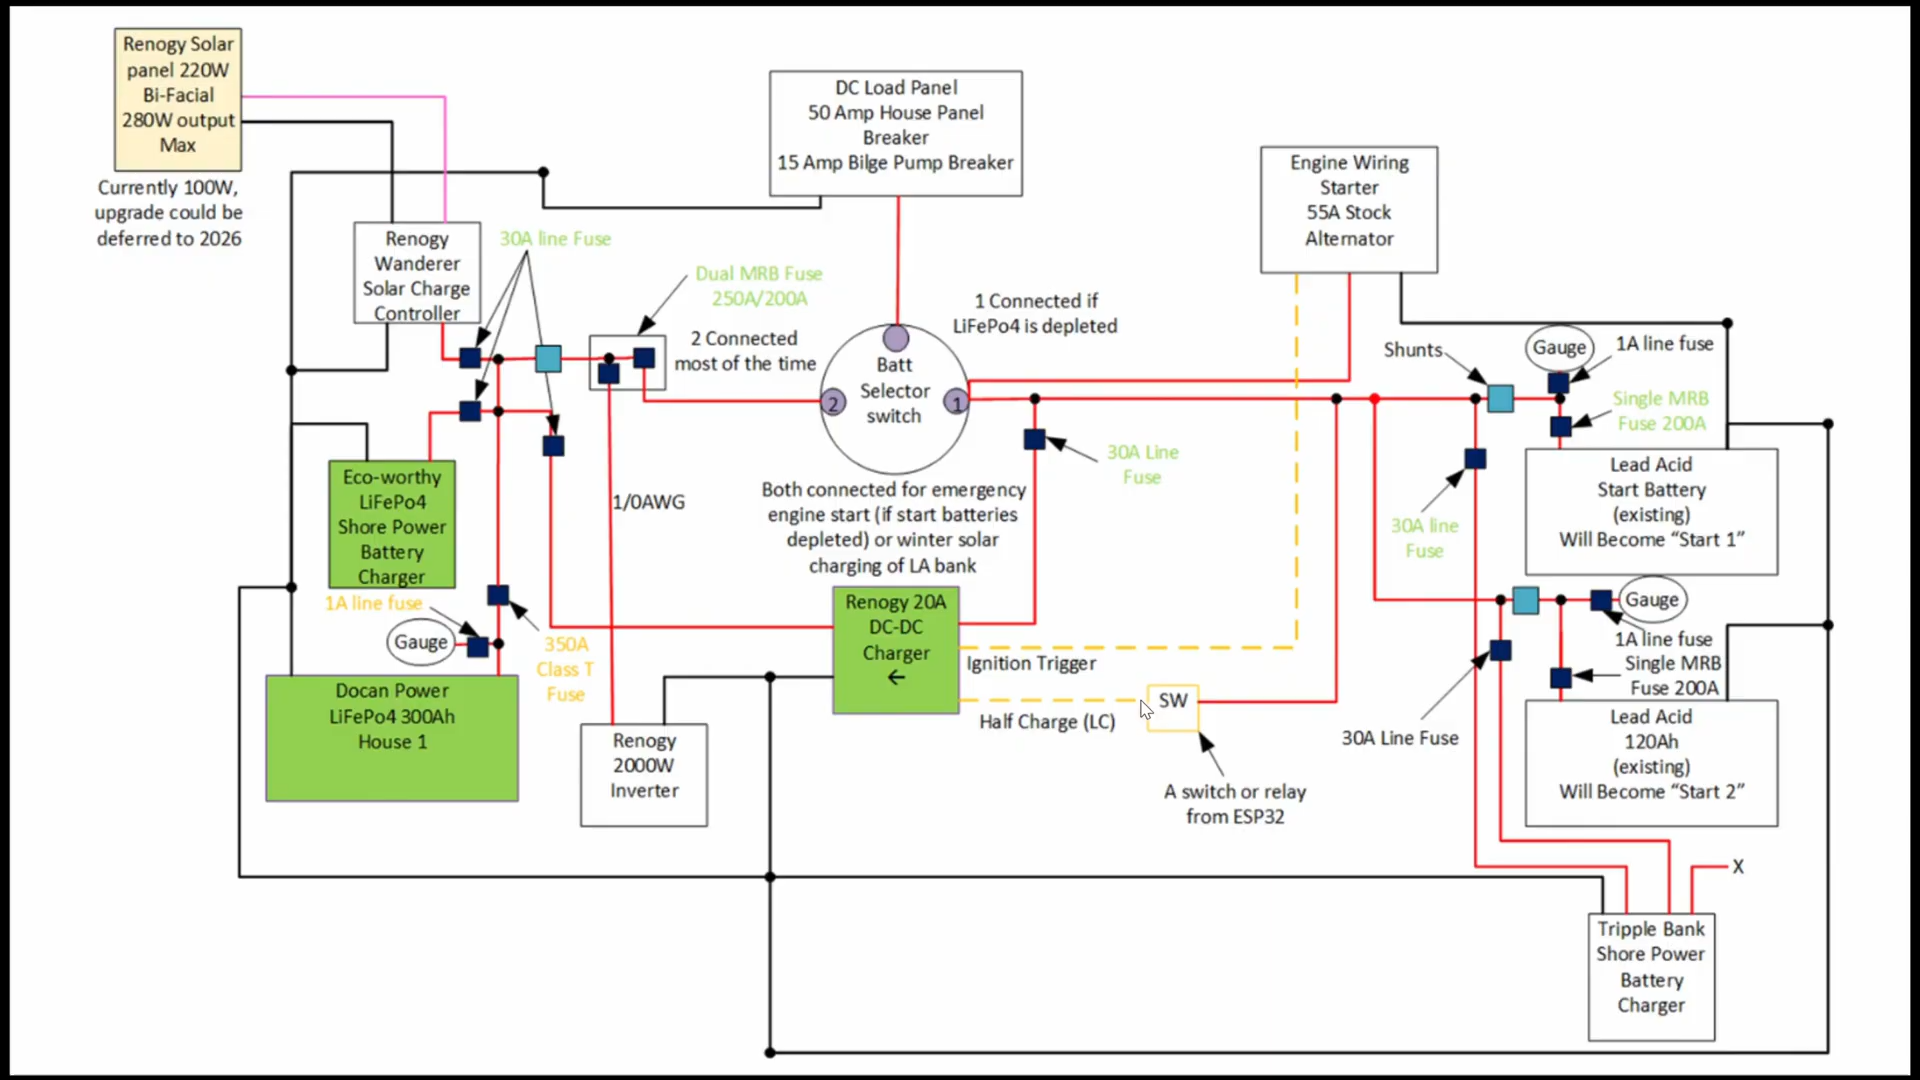 Renogy Solar
panel 220W
Bi-Facial
280W output
Max
Currently 100W,
upgrade could be
deferred to 2026
DC Load Panel
50 Amp House Panel
Breaker
15 Amp Bilge Pump Breaker
Engine Wiring
Starter
55A Stock
Alternator
Renogy
Wanderer
Solar Charge
Controller
30A line Fuse
Dual MRB Fuse
250A/200A
2 Connected
most of the time
1 Connected if
LiFePo4 is depleted
Batt
Selector
switch
2
1
Shunts
Gauge
1A line fuse
Single MRB
Fuse 200A
30A Line
Fuse
Lead Acid
Start Battery
(existing)
Will Become “Start 1”
Eco-worthy
LiFePo4
Shore Power
Battery
Charger
1/0AWG
Both connected for emergency
engine start (if start batteries
depleted) or winter solar
charging of LA bank
30A line
Fuse
1A line fuse
Gauge
350A
Class T
Fuse
Renogy 20A
DC-DC
Charger
←
Ignition Trigger
Half Charge (LC)
SW
A switch or relay
from ESP32
Gauge
1A line fuse
Single MRB
Fuse 200A
30A Line Fuse
Lead Acid
120Ah
(existing)
Will Become “Start 2”
Docan Power
LiFePo4 300Ah
House 1
Renogy
2000W
Inverter
X
Tripple Bank
Shore Power
Battery
Charger